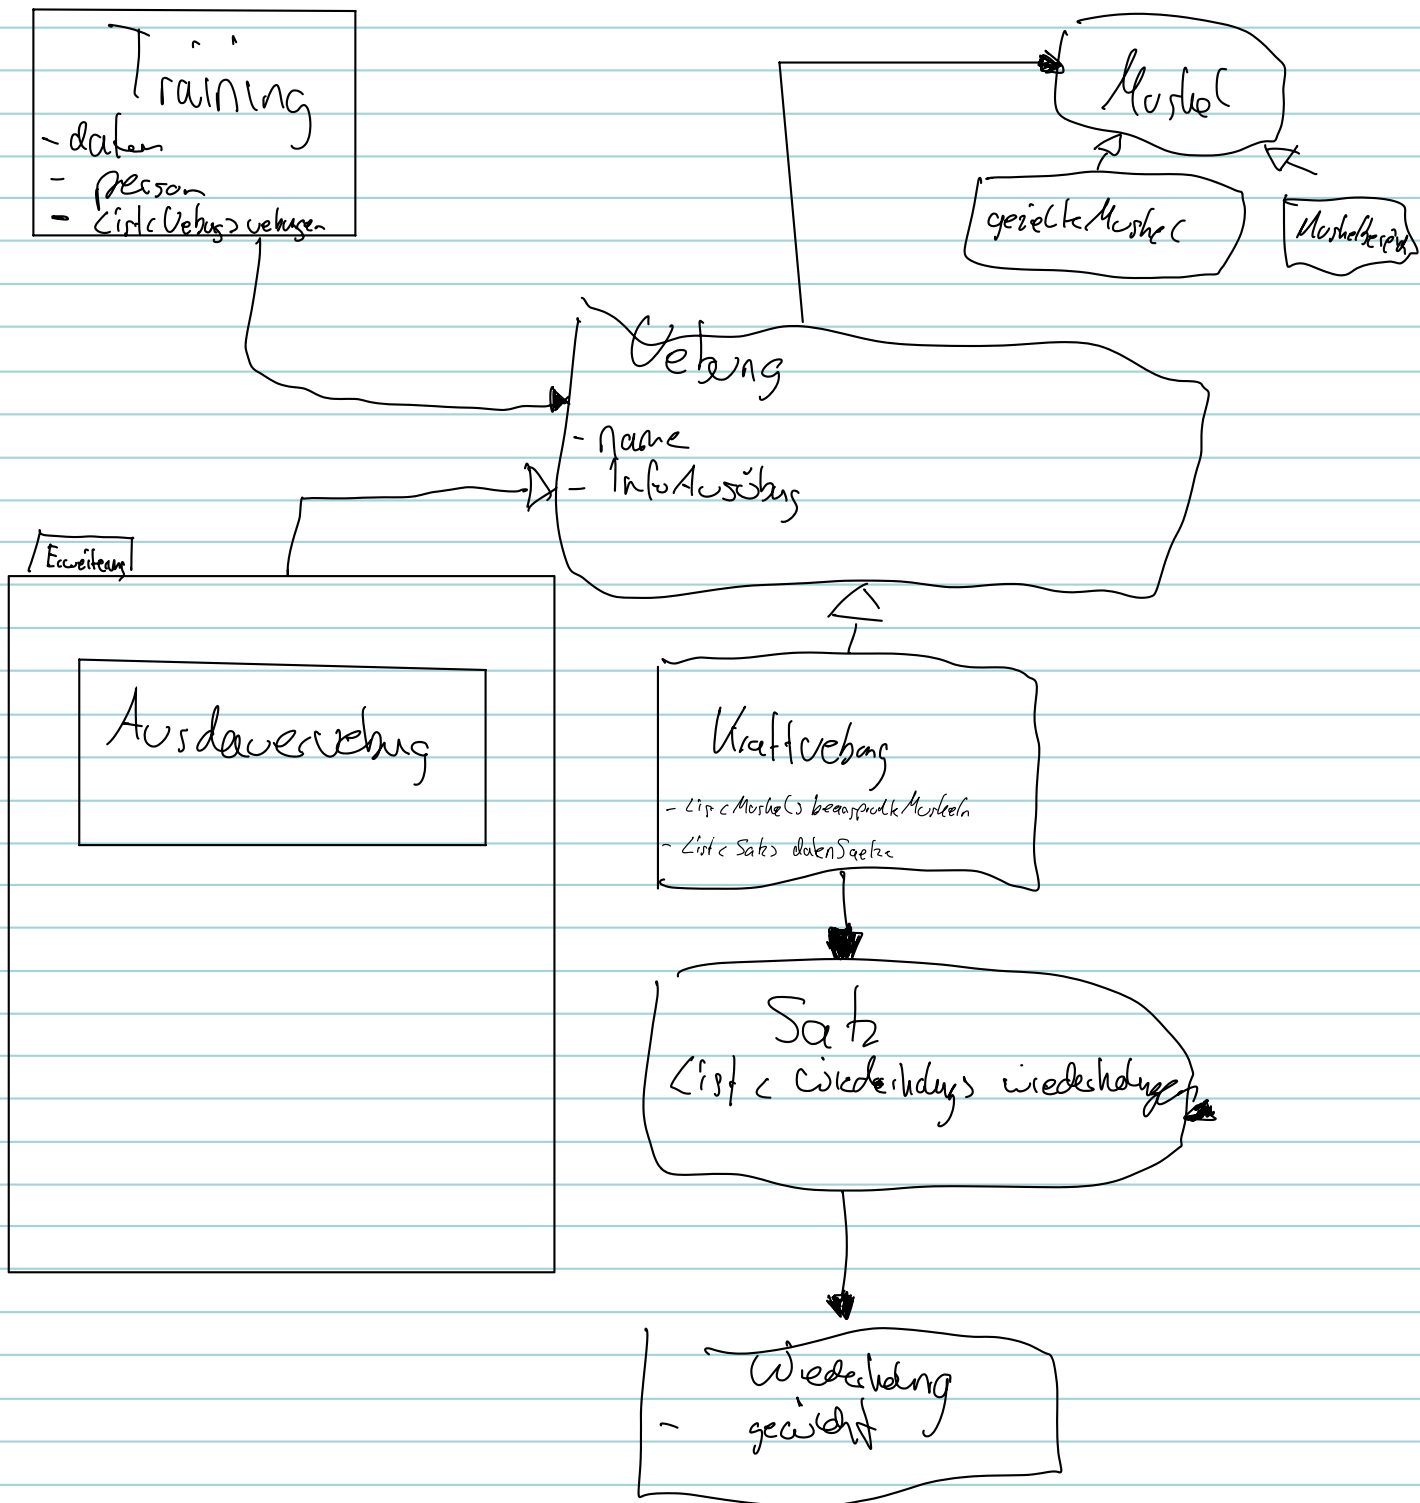 Training
- daten
- person
- List<Uebung> uebungen
Muskel
gezielteMuskel
Muskelbereich
Uebung
- name
- InfoAusübung
Erweiterung
Ausdaueruebung
Kraftuebung
- List<Muskel> beanspruchteMuskeln
- List<Satz> datenSaetze
Satz
List<Wiederholung> wiederholungen
Wiederholung
- gewicht